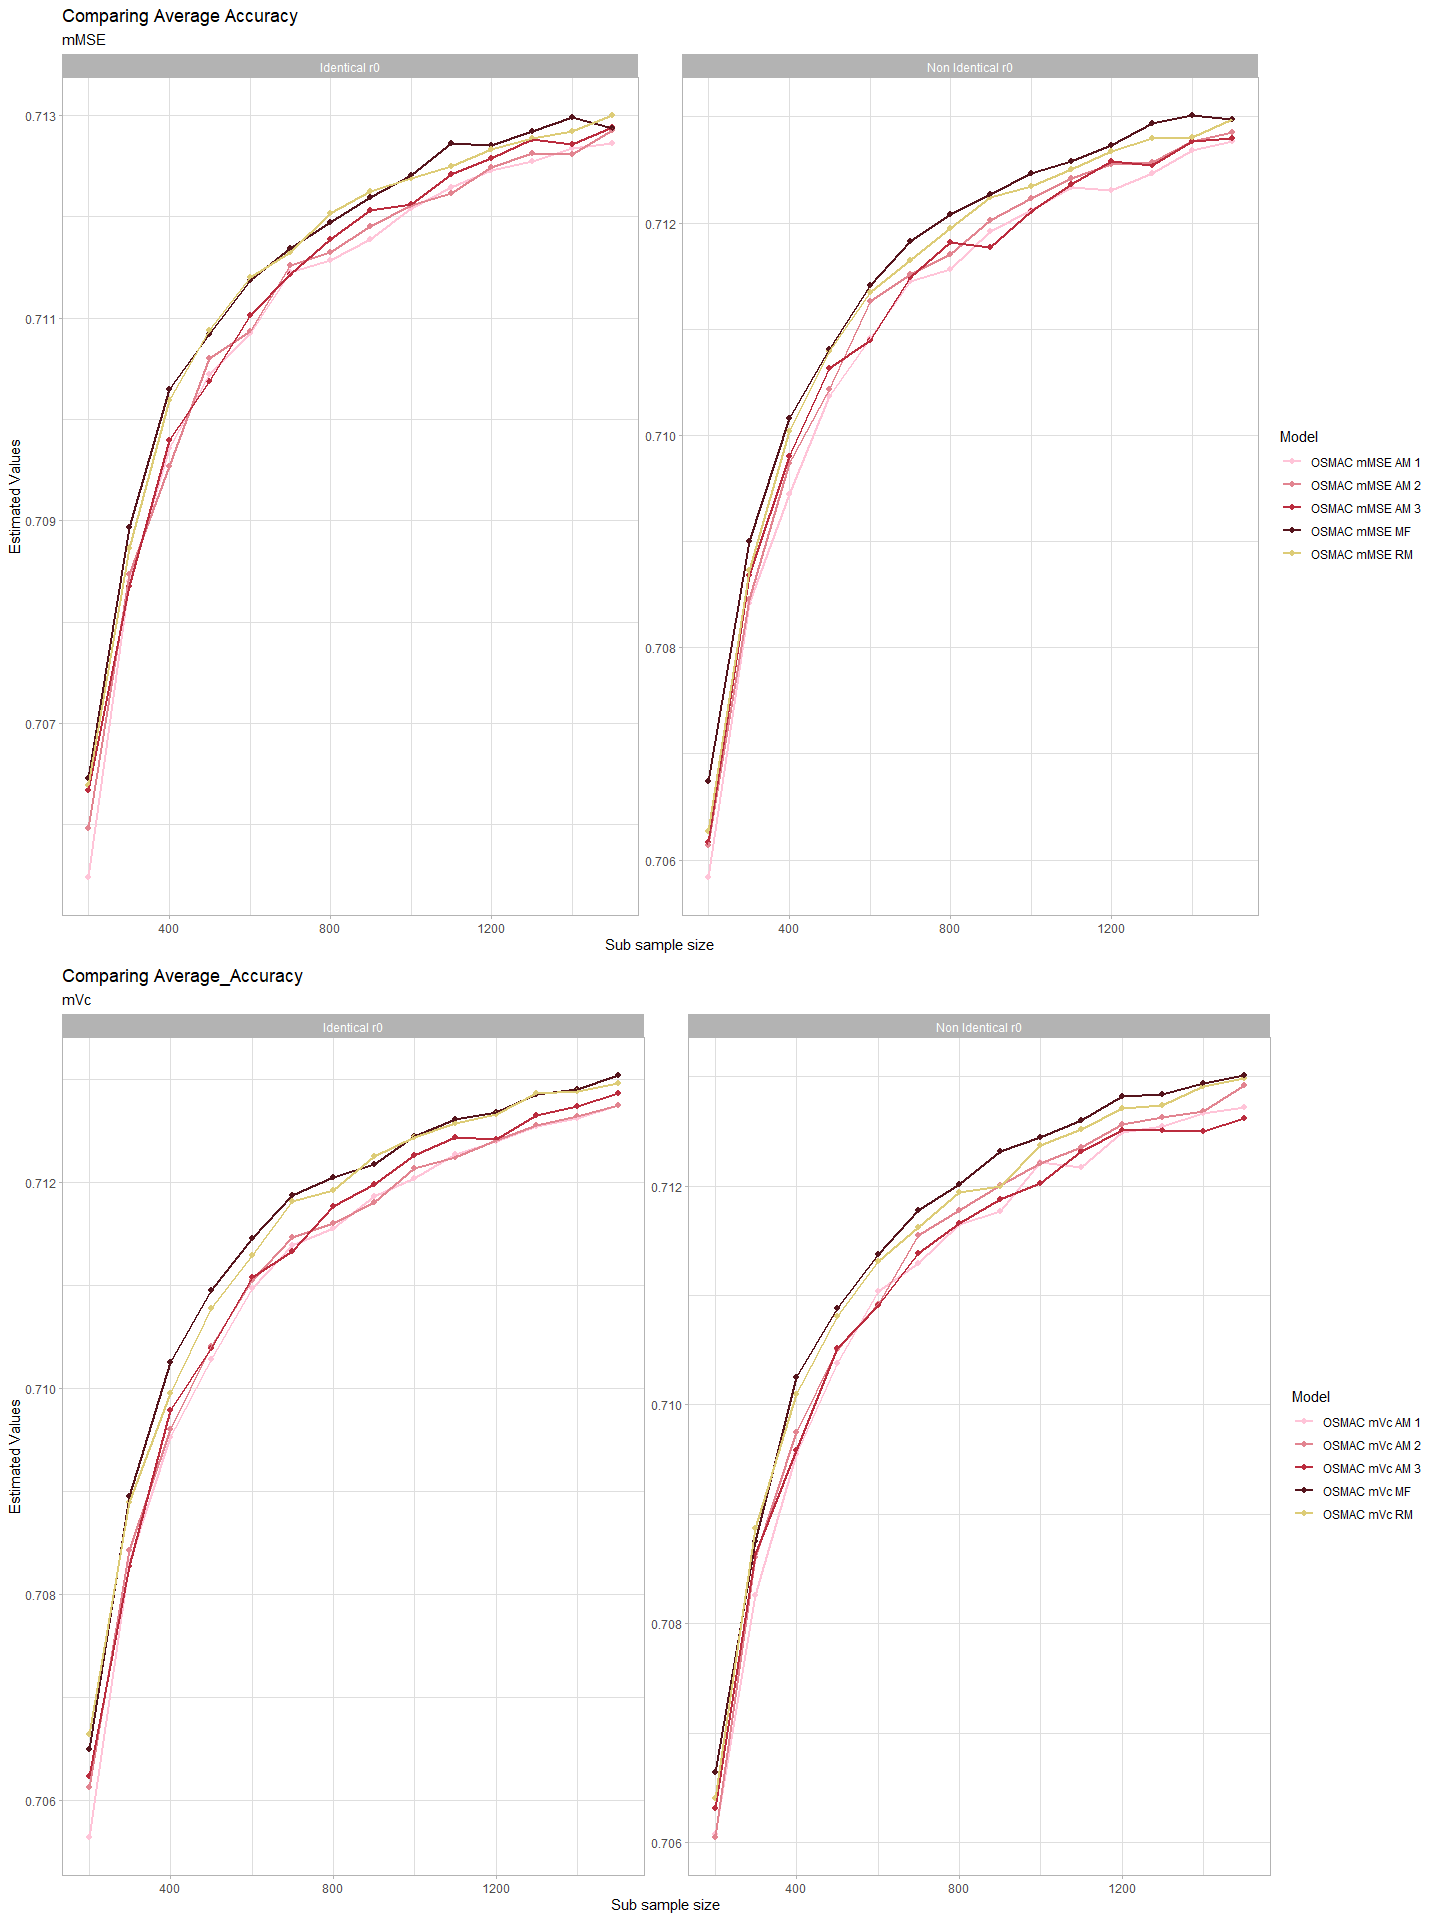 Comparing Average Accuracy
mMSE
Identical r0
Non Identical r0
Estimated Values
0.713
0.711
0.709
0.707
0.712
0.710
0.708
0.706
400
800
1200
400
800
1200
Sub sample size
Model
OSMAC mMSE AM 1
OSMAC mMSE AM 2
OSMAC mMSE AM 3
OSMAC mMSE MF
OSMAC mMSE RM
Comparing Average_Accuracy
mVc
Identical r0
Non Identical r0
Estimated Values
0.712
0.710
0.708
0.706
0.712
0.710
0.708
0.706
400
800
1200
400
800
1200
Sub sample size
Model
OSMAC mVc AM 1
OSMAC mVc AM 2
OSMAC mVc AM 3
OSMAC mVc MF
OSMAC mVc RM